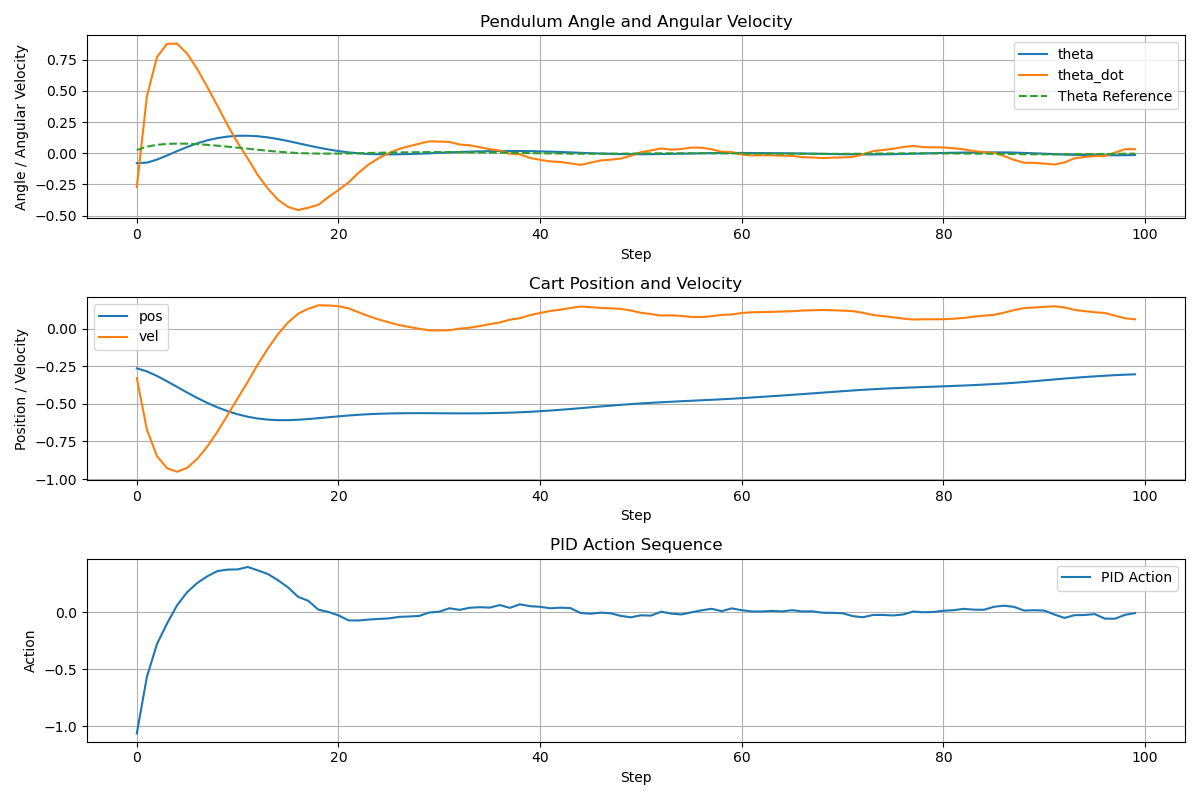 Pendulum Angle and Angular Velocity
Angle / Angular Velocity
0.75
0.50
0.25
0.00
−0.25
−0.50
theta
theta_dot
Theta Reference
0 20 40 60 80 100
Step
Cart Position and Velocity
Position / Velocity
0.00
−0.25
−0.50
−0.75
−1.00
pos
vel
0 20 40 60 80 100
Step
PID Action Sequence
Action
0.0
−0.5
−1.0
PID Action
0 20 40 60 80 100
Step